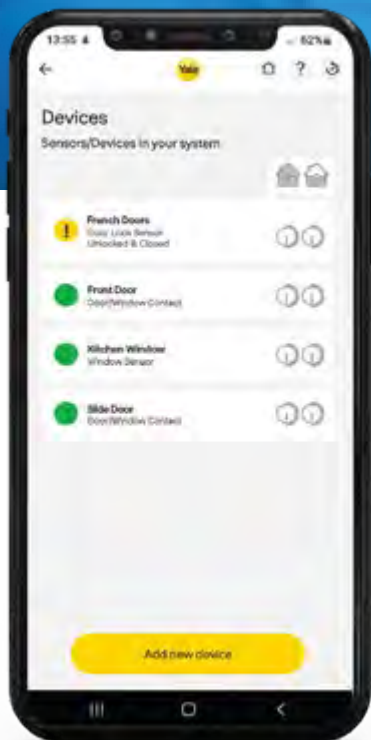 13:55
62%
Yale
?
Devices
Sensors/Devices in your system
French Doors
Lock Sensor
Unlocked & Closed
Front Door
Door/Window Contact
Kitchen Window
Window Sensor
Slide Door
Door/Window Contact
Add new device